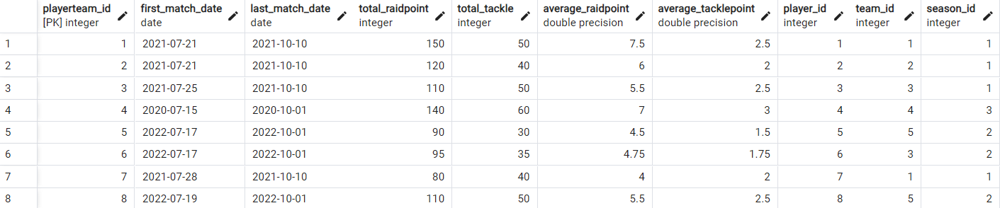 playerteam_id first_match_date last_match_date total_raidpoint total_tackle average_raidpoint average_tacklepoint player_id team_id season_id
[PK] integer date date integer integer double precision double precision integer integer integer
1 1 2021-07-21 2021-10-10 150 50 7.5 2.5 1 1 1
2 2 2021-07-21 2021-10-10 120 40 6 2 2 2 1
3 3 2021-07-25 2021-10-10 110 50 5.5 2.5 3 3 1
4 4 2020-07-15 2020-10-01 140 60 7 3 4 4 3
5 5 2022-07-17 2022-10-01 90 30 4.5 1.5 5 5 2
6 6 2022-07-17 2022-10-01 95 35 4.75 1.75 6 3 2
7 7 2021-07-28 2021-10-10 80 40 4 2 7 1 1
8 8 2022-07-19 2022-10-01 110 50 5.5 2.5 8 5 2